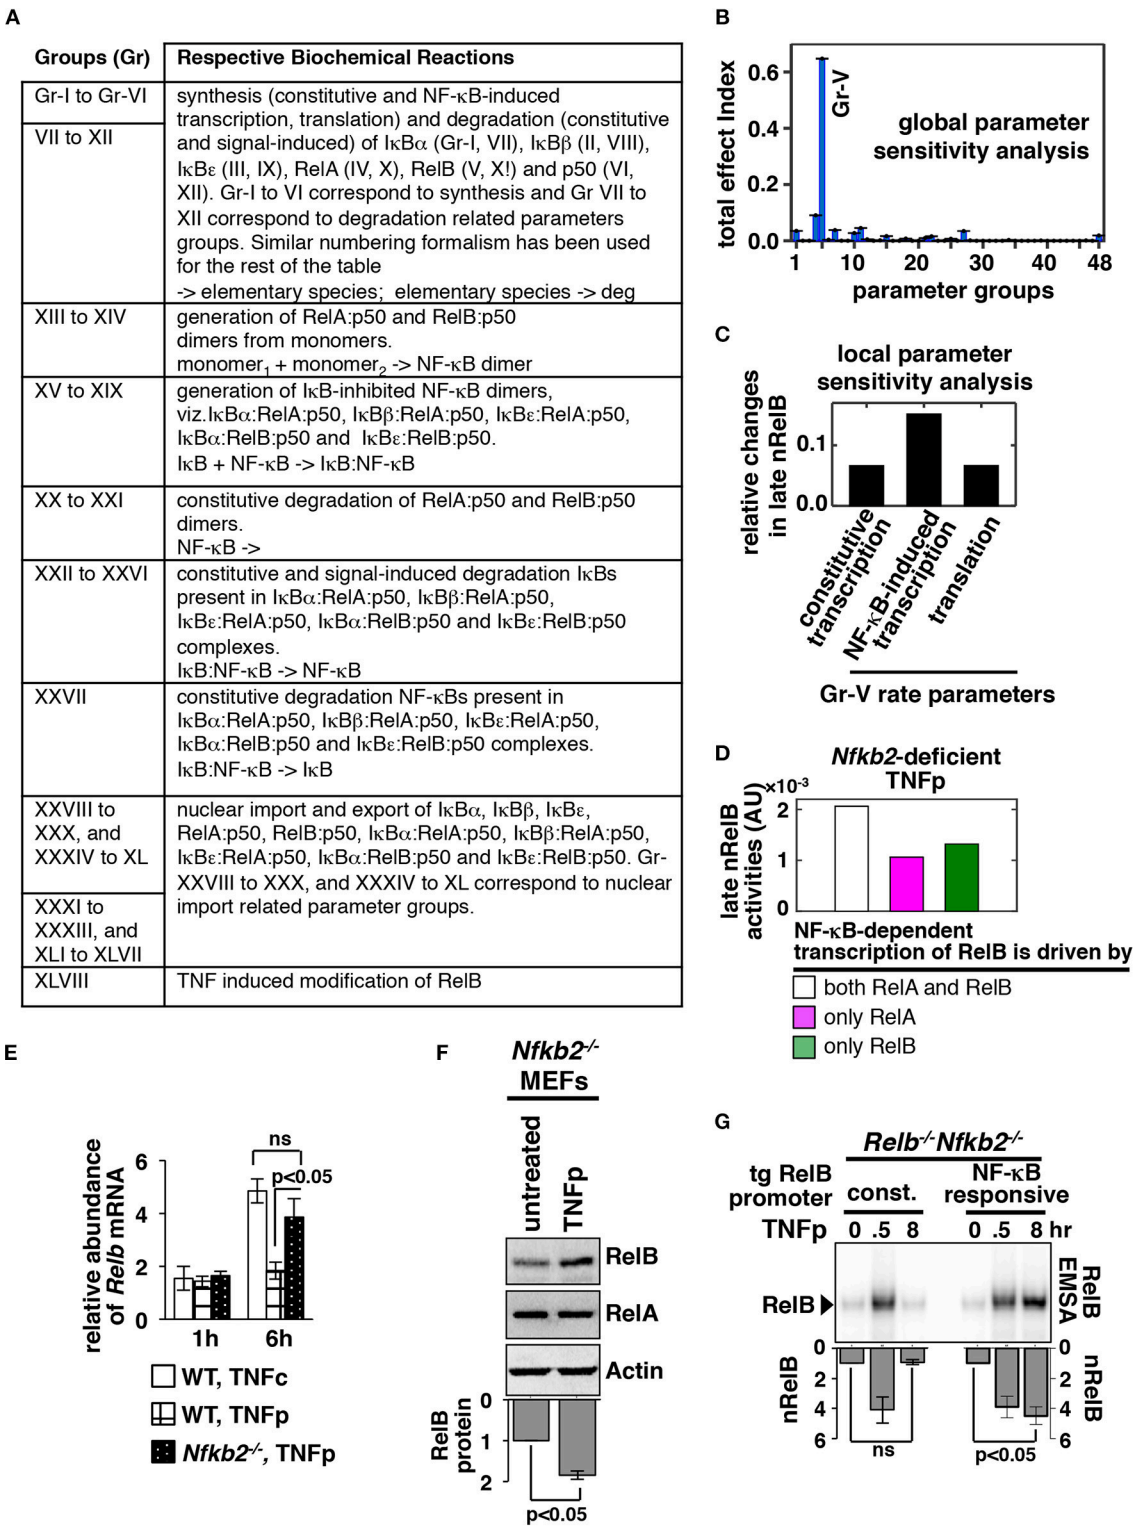 A
Groups (Gr)
Respective Biochemical Reactions
Gr-I to Gr-VI
VII to XII
synthesis (constitutive and NF-κB-induced
transcription, translation) and degradation (constitutive
and signal-induced) of IκBα (Gr-I, VII), IκBβ (II, VIII),
IκBε (III, IX), RelA (IV, X), RelB (V, X!) and p50 (VI,
XII). Gr-I to VI correspond to synthesis and Gr VII to
XII correspond to degradation related parameters
groups. Similar numbering formalism has been used
for the rest of the table
-> elementary species; elementary species -> deg
XIII to XIV
generation of RelA:p50 and RelB:p50
dimers from monomers.
monomer1 + monomer2 -> NF-κB dimer
XV to XIX
generation of IκB-inhibited NF-κB dimers,
viz.IκBα:RelA:p50, IκBβ:RelA:p50, IκBε:RelA:p50,
IκBα:RelB:p50 and IκBε:RelB:p50.
IκB + NF-κB -> IκB:NF-κB
XX to XXI
constitutive degradation of RelA:p50 and RelB:p50
dimers.
NF-κB ->
XXII to XXVI
constitutive and signal-induced degradation IκBs
present in IκBα:RelA:p50, IκBβ:RelA:p50,
IκBε:RelA:p50, IκBα:RelB:p50 and IκBε:RelB:p50
complexes.
IκB:NF-κB -> NF-κB
XXVII
constitutive degradation NF-κBs present in
IκBα:RelA:p50, IκBβ:RelA:p50, IκBε:RelA:p50,
IκBα:RelB:p50 and IκBε:RelB:p50 complexes.
IκB:NF-κB -> IκB
XXVIII to
XXX, and
XXXIV to XL
XXXI to
XXXIII, and
XLI to XLVII
nuclear import and export of IκBα, IκBβ, IκBε,
RelA:p50, RelB:p50, IκBα:RelA:p50, IκBβ:RelA:p50,
IκBε:RelA:p50, IκBα:RelB:p50 and IκBε:RelB:p50. Gr-
XXVIII to XXX, and XXXIV to XL correspond to nuclear
import related parameter groups.
XLVIII
TNF induced modification of RelB
B
total effect Index
0.6
0.4
0.2
0.0
Gr-V
global parameter
sensitivity analysis
1 10 20 30 40 48
parameter groups
C
local parameter
sensitivity analysis
relative changes
in late nRelB
0.1
0.0
constitutive
transcription
NF-κB-induced
transcription
translation
Gr-V rate parameters
D
Nfkb2-deficient
TNFp
×10-3
late nRelB
activities (AU)
2
1
0
NF-κB-dependent
transcription of RelB is driven by
both RelA and RelB
only RelA
only RelB
E
relative abundance
of Relb mRNA
6
4
2
0
ns
p<0.05
1h 6h
WT, TNFc
WT, TNFp
Nfkb2-/-, TNFp
F
Nfkb2-/-
MEFs
untreated
TNFp
RelB
RelA
Actin
RelB
protein
0
1
2
p<0.05
G
Relb-/-Nfkb2-/-
tg RelB
promoter
const.
NF-κB
responsive
TNFp 0 .5 8 0 .5 8 hr
RelB
RelB
EMSA
nRelB
0
2
4
6
0
2
4
6
nRelB
ns
p<0.05